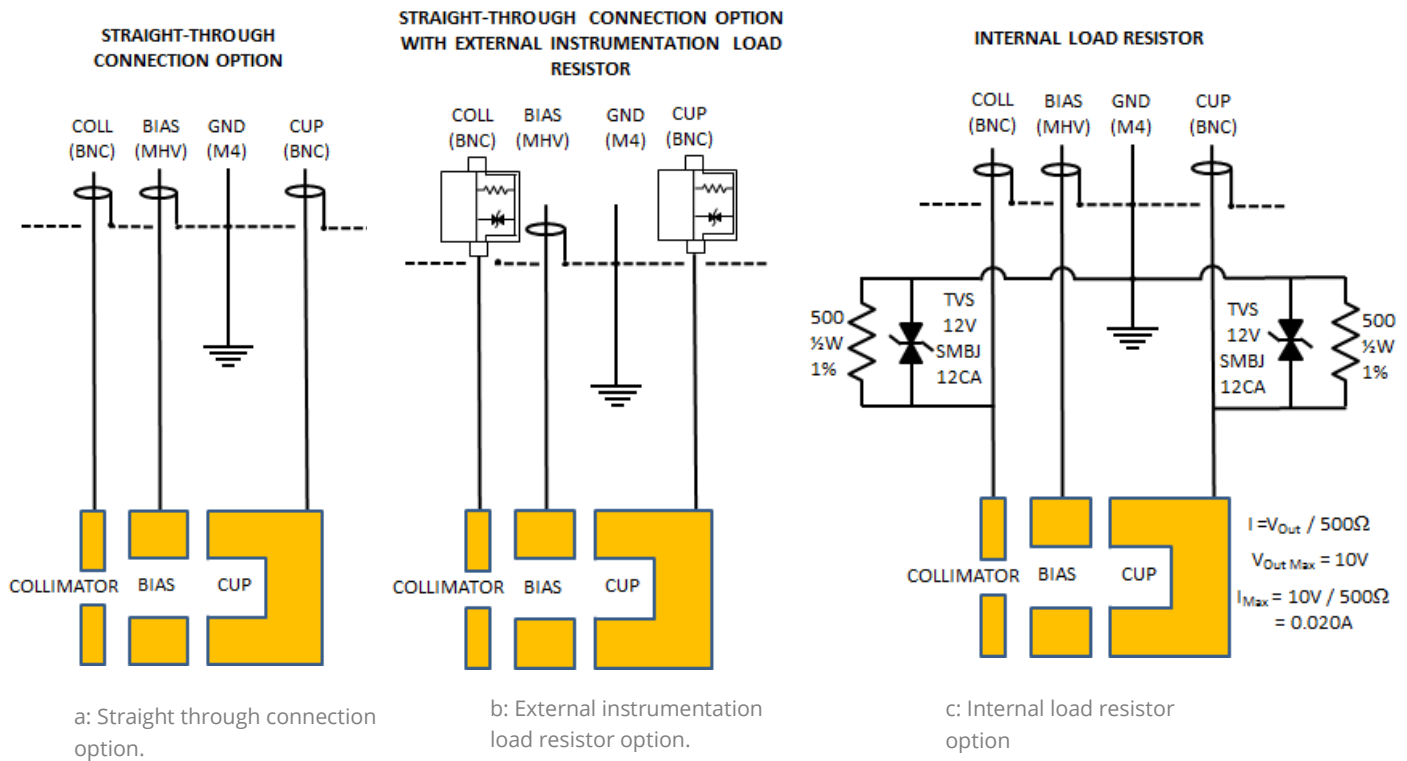 STRAIGHT-THROUGH
CONNECTION OPTION
COLL
(BNC)
BIAS
(MHV)
GND
(M4)
CUP
(BNC)
COLLIMATOR
BIAS
CUP
a: Straight through connection
option.
STRAIGHT-THROUGH CONNECTION OPTION
WITH EXTERNAL INSTRUMENTATION LOAD
RESISTOR
COLL
(BNC)
BIAS
(MHV)
GND
(M4)
CUP
(BNC)
COLLIMATOR
BIAS
CUP
b: External instrumentation
load resistor option.
INTERNAL LOAD RESISTOR
COLL
(BNC)
BIAS
(MHV)
GND
(M4)
CUP
(BNC)
500
½W
1%
TVS
12V
SMBJ
12CA
TVS
12V
SMBJ
12CA
500
½W
1%
COLLIMATOR
BIAS
CUP
I =VOut / 500Ω
VOut Max = 10V
IMax = 10V / 500Ω
= 0.020A
c: Internal load resistor
option